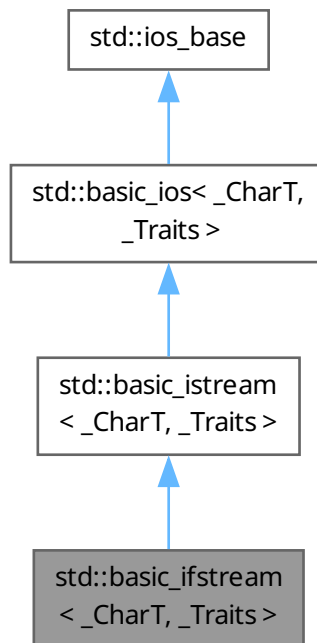 std::ios_base
std::basic_ios< _CharT,
_Traits >
std::basic_istream
< _CharT, _Traits >
std::basic_ifstream
< _CharT, _Traits >